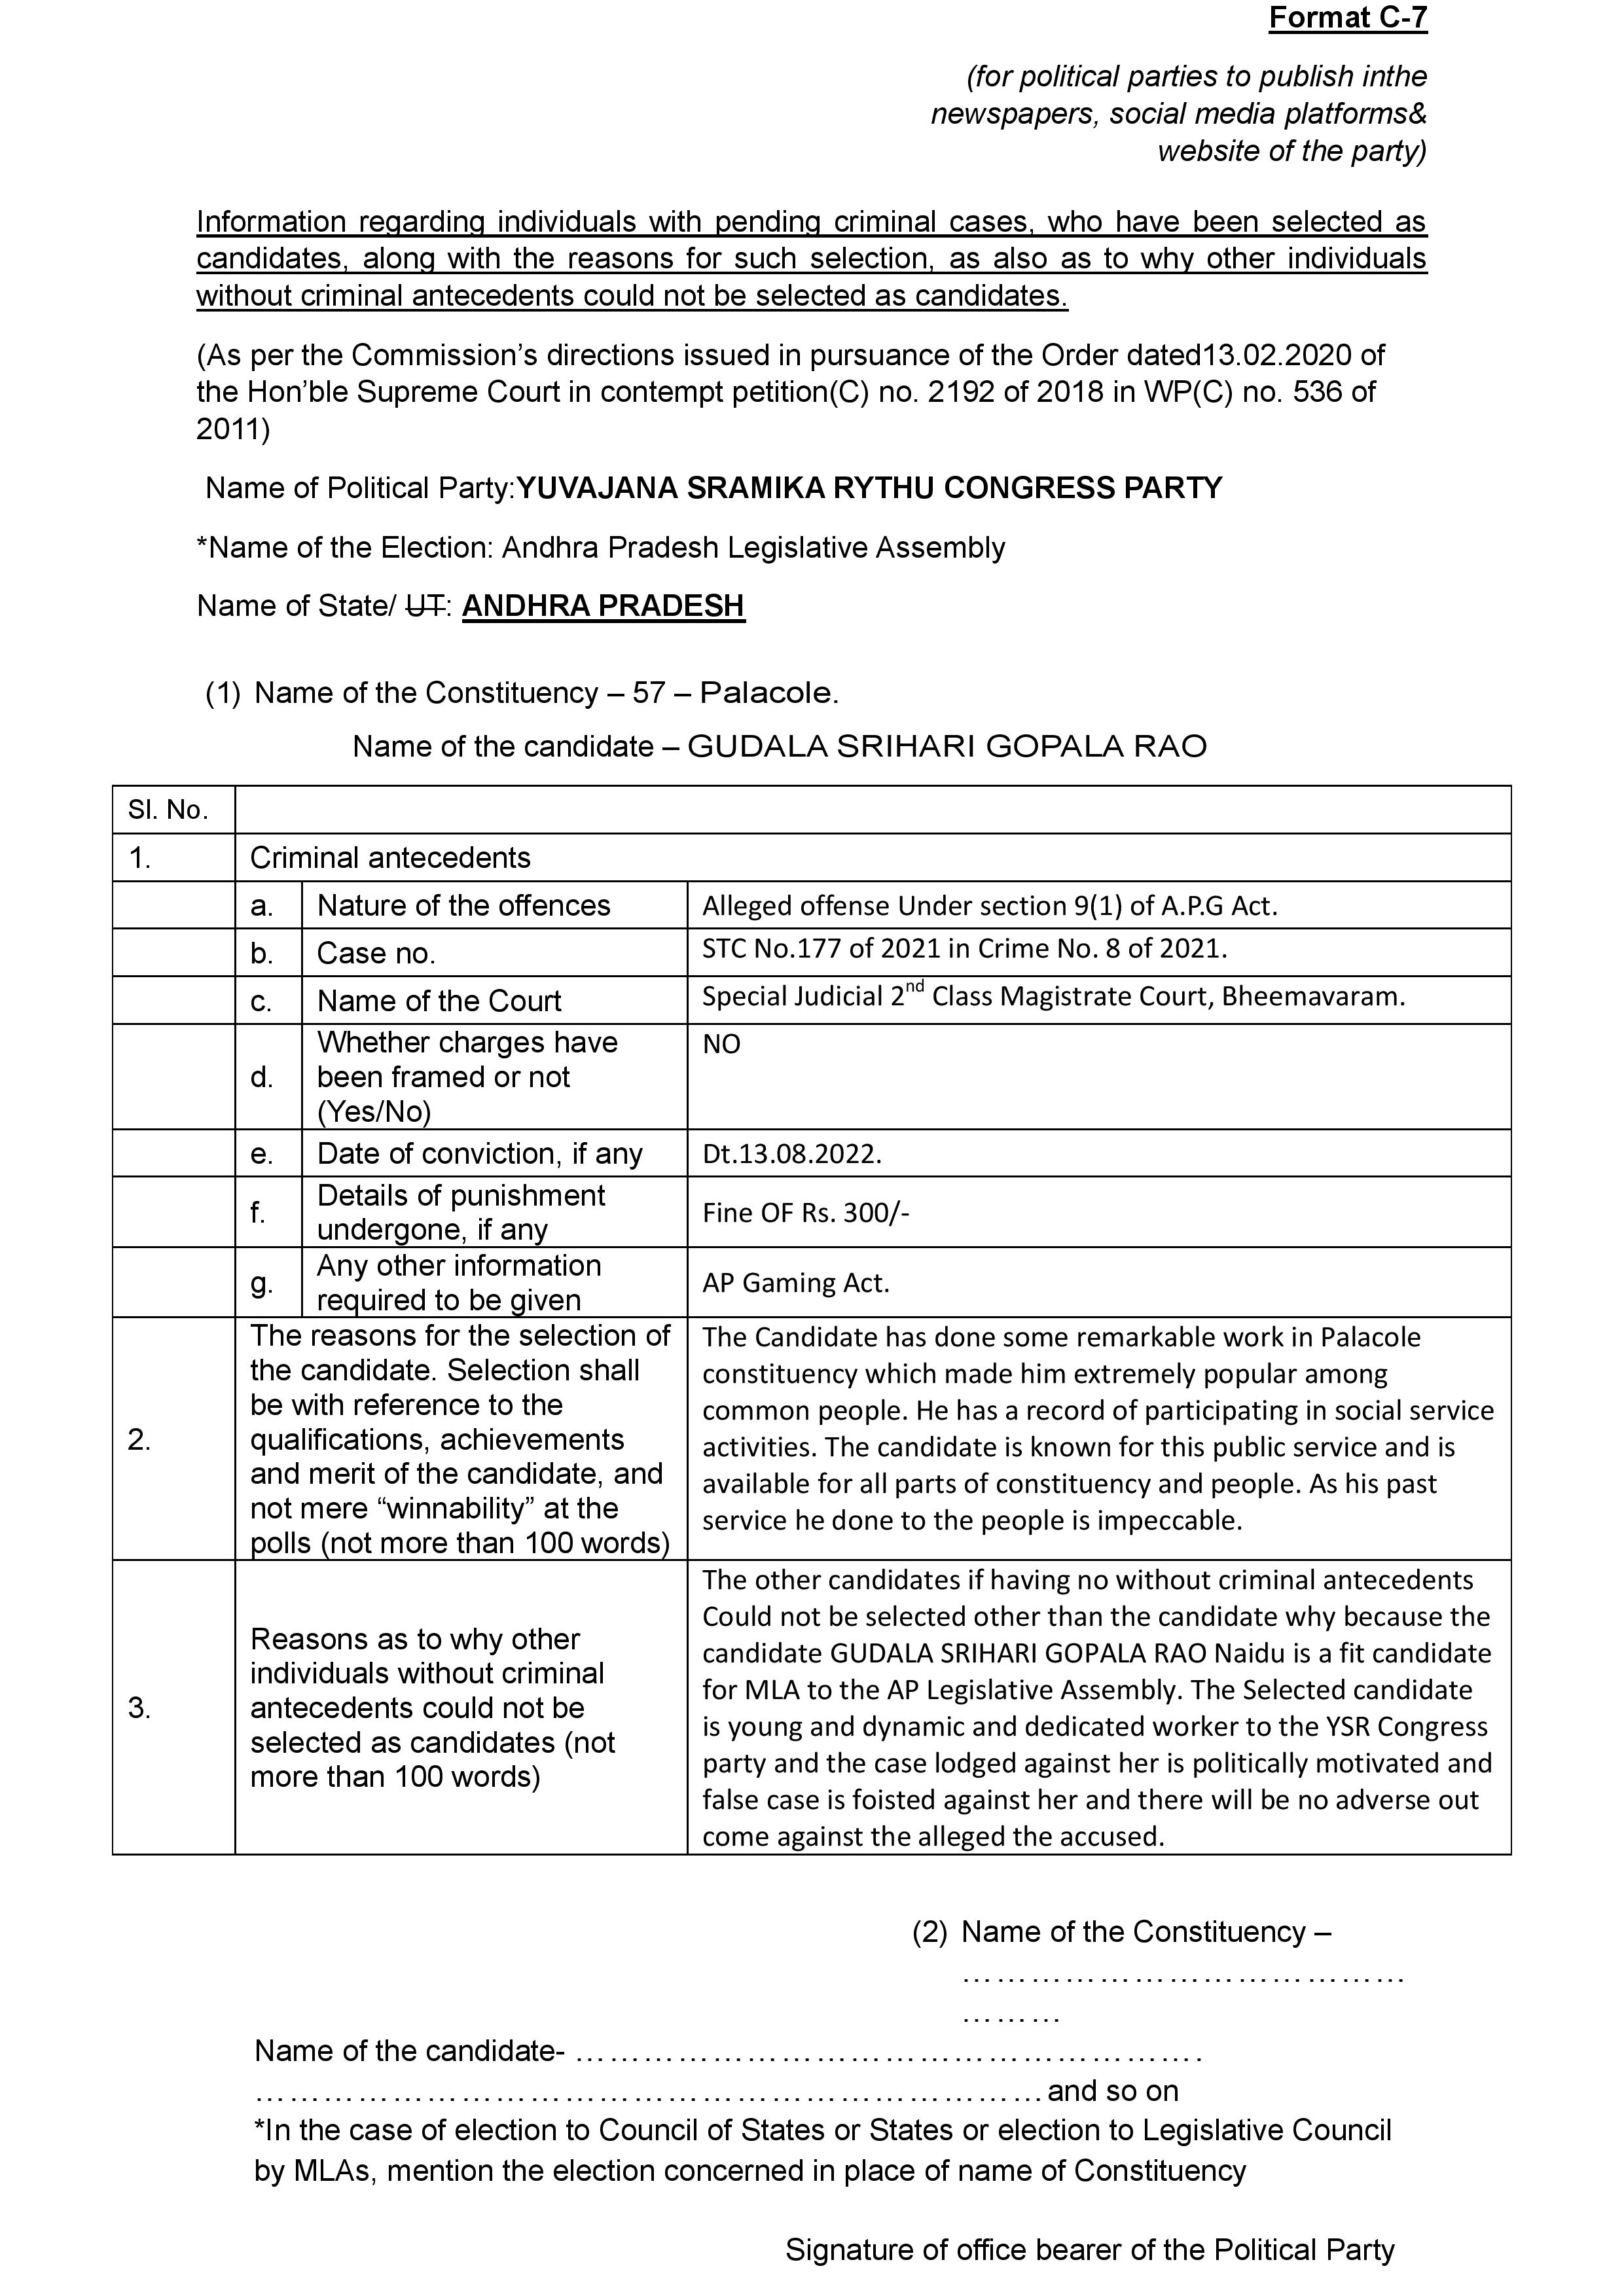 Format C-7
(for political parties to publish inthe
newspapers, social media platforms&
website of the party)
Information regarding individuals with pending criminal cases, who have been selected as
candidates, along with the reasons for such selection, as also as to why other individuals
without criminal antecedents could not be selected as candidates.
(As per the Commission’s directions issued in pursuance of the Order dated13.02.2020 of
the Hon’ble Supreme Court in contempt petition(C) no. 2192 of 2018 in WP(C) no. 536 of
2011)
Name of Political Party:YUVAJANA SRAMIKA RYTHU CONGRESS PARTY
*Name of the Election: Andhra Pradesh Legislative Assembly
Name of State/ UT: ANDHRA PRADESH
(1) Name of the Constituency – 57 – Palacole.
Name of the candidate – GUDALA SRIHARI GOPALA RAO
Sl. No.
1. Criminal antecedents
a. Nature of the offences Alleged offense Under section 9(1) of A.P.G Act.
b. Case no. STC No.177 of 2021 in Crime No. 8 of 2021.
c. Name of the Court Special Judicial 2nd Class Magistrate Court, Bheemavaram.
d. Whether charges have
been framed or not
(Yes/No)
NO
e. Date of conviction, if any Dt.13.08.2022.
f. Details of punishment
undergone, if any
Fine OF Rs. 300/-
g. Any other information
required to be given
AP Gaming Act.
2.
The reasons for the selection of
the candidate. Selection shall
be with reference to the
qualifications, achievements
and merit of the candidate, and
not mere “winnability” at the
polls (not more than 100 words)
The Candidate has done some remarkable work in Palacole
constituency which made him extremely popular among
common people. He has a record of participating in social service
activities. The candidate is known for this public service and is
available for all parts of constituency and people. As his past
service he done to the people is impeccable.
3.
Reasons as to why other
individuals without criminal
antecedents could not be
selected as candidates (not
more than 100 words)
The other candidates if having no without criminal antecedents
Could not be selected other than the candidate why because the
candidate GUDALA SRIHARI GOPALA RAO Naidu is a fit candidate
for MLA to the AP Legislative Assembly. The Selected candidate
is young and dynamic and dedicated worker to the YSR Congress
party and the case lodged against her is politically motivated and
false case is foisted against her and there will be no adverse out
come against the alleged the accused.
(2) Name of the Constituency –
…………………………………
………
Name of the candidate- ……………………………………………….
……………………………………………………………and so on
*In the case of election to Council of States or States or election to Legislative Council
by MLAs, mention the election concerned in place of name of Constituency
Signature of office bearer of the Political Party